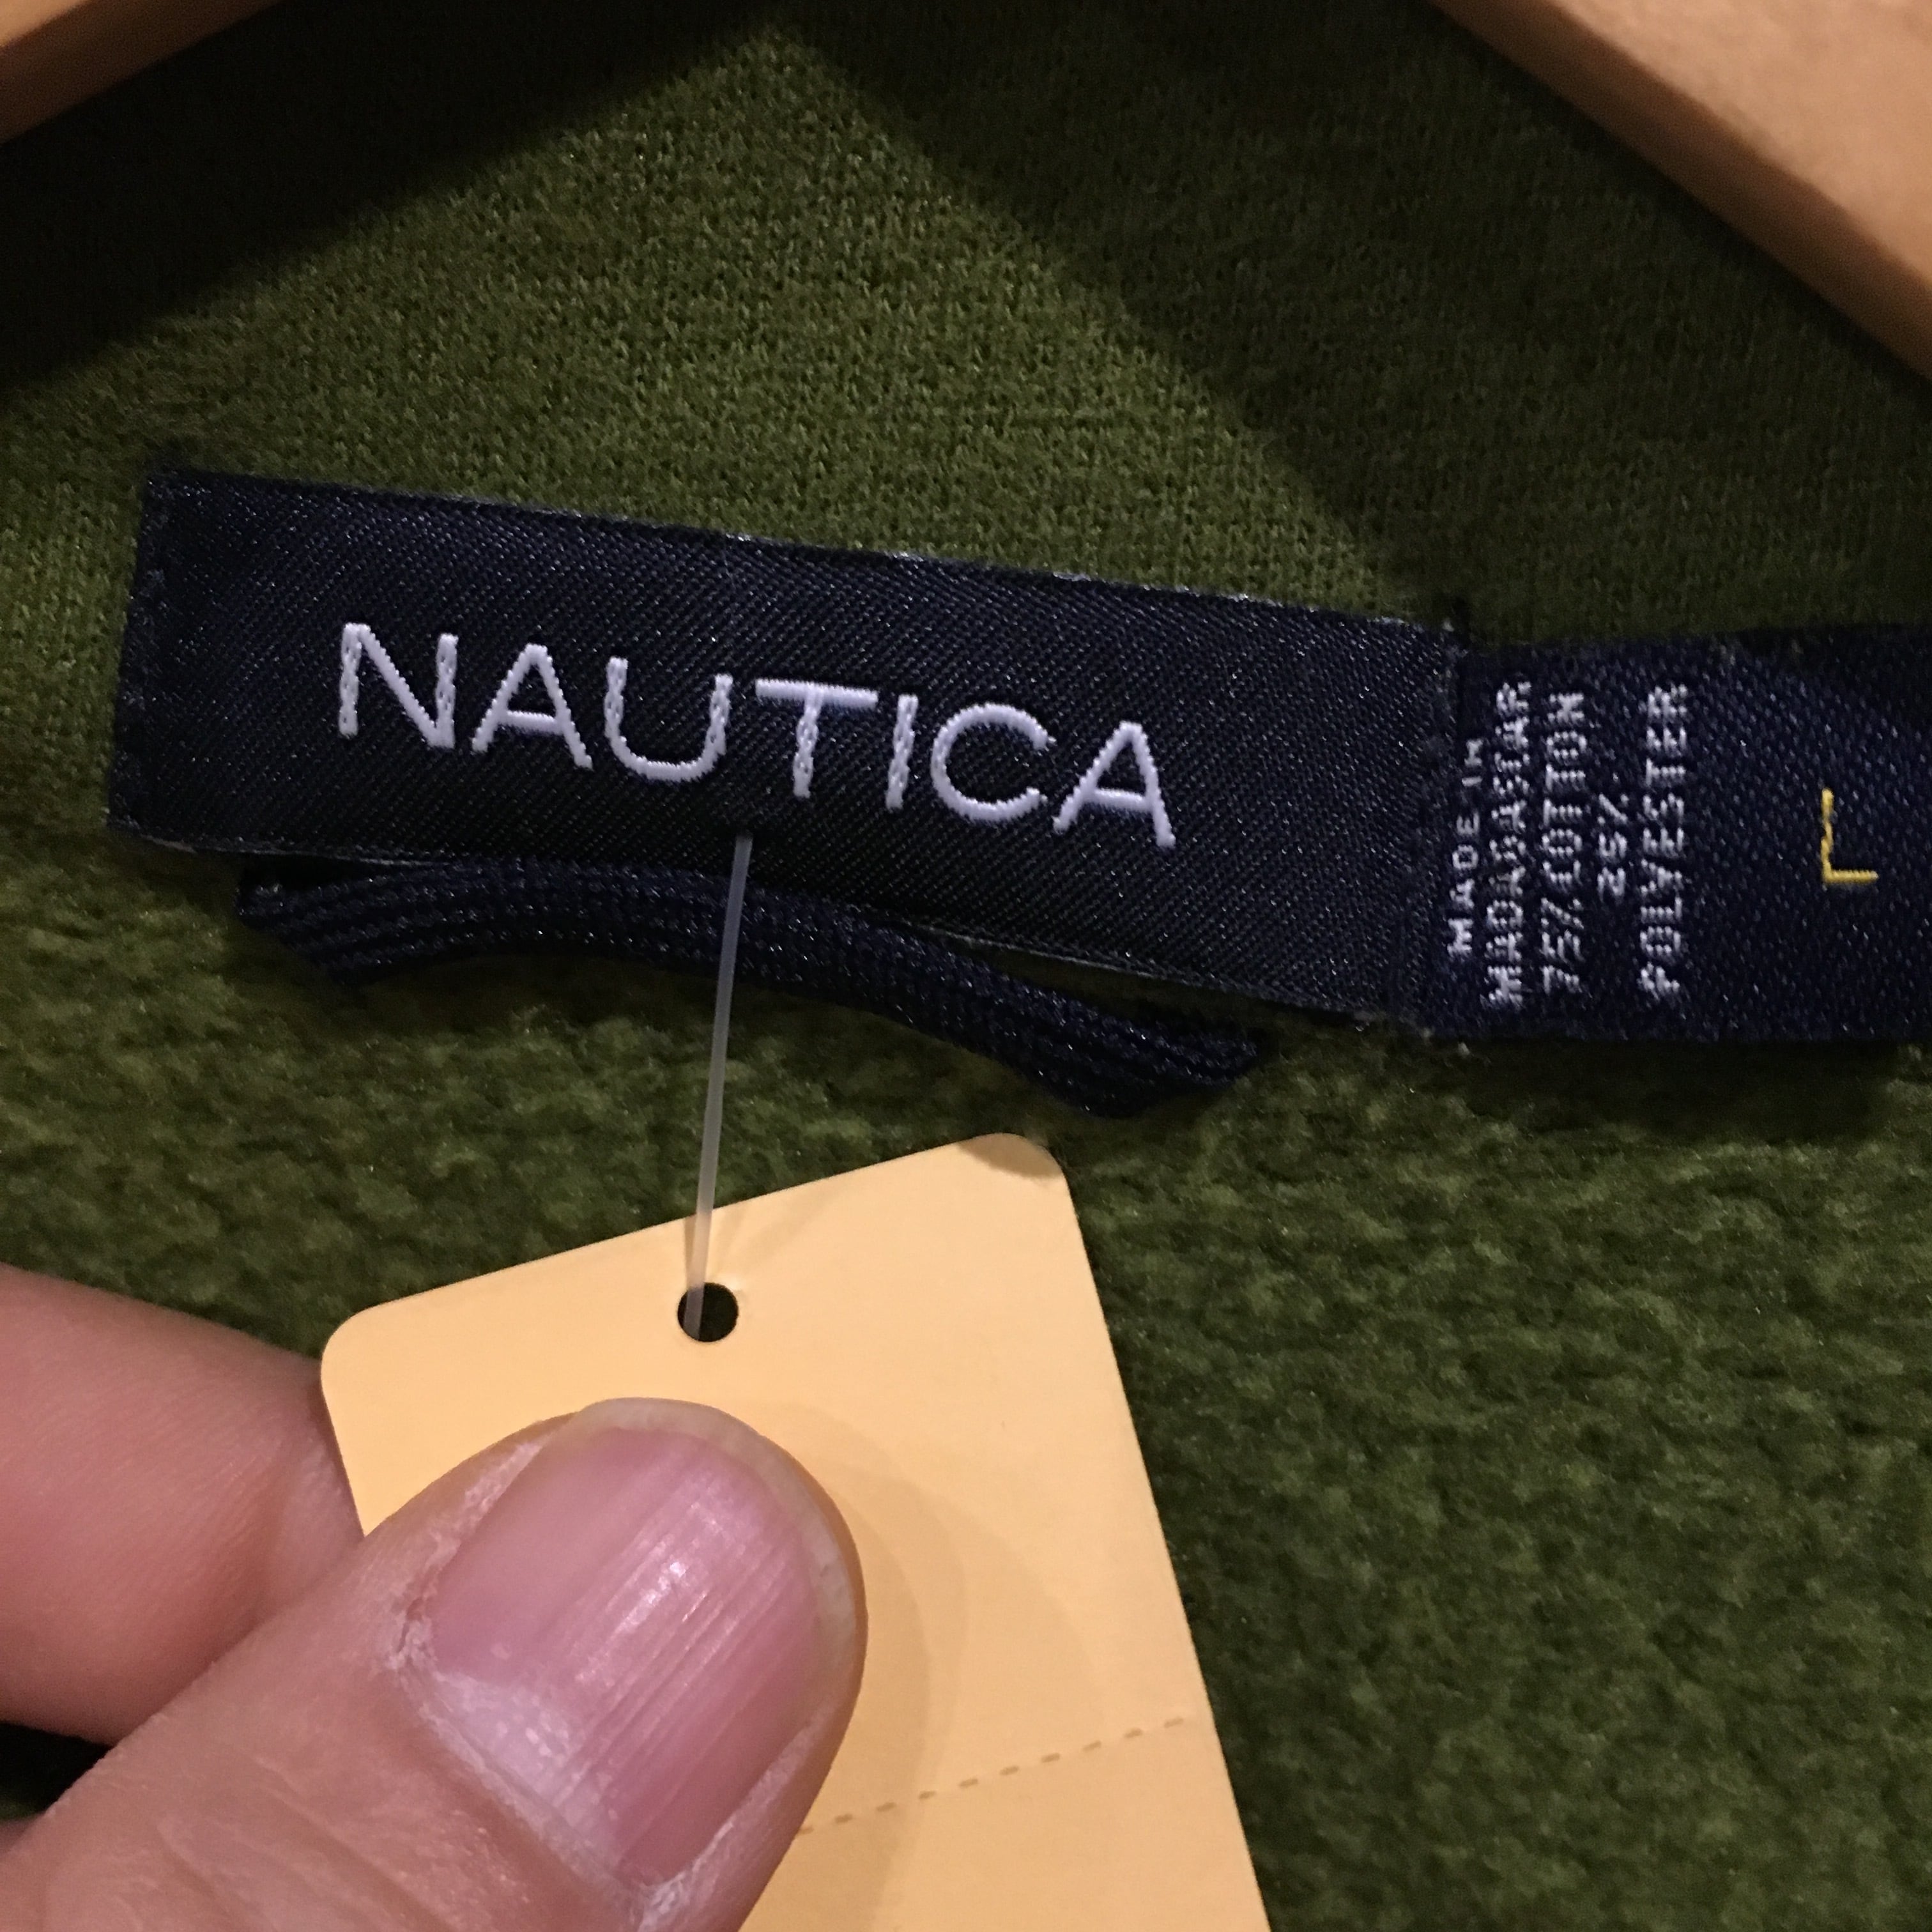 NAUTICA
MADE IN
MADAGASCAR
75% COTTON
25%
POLYESTER
L